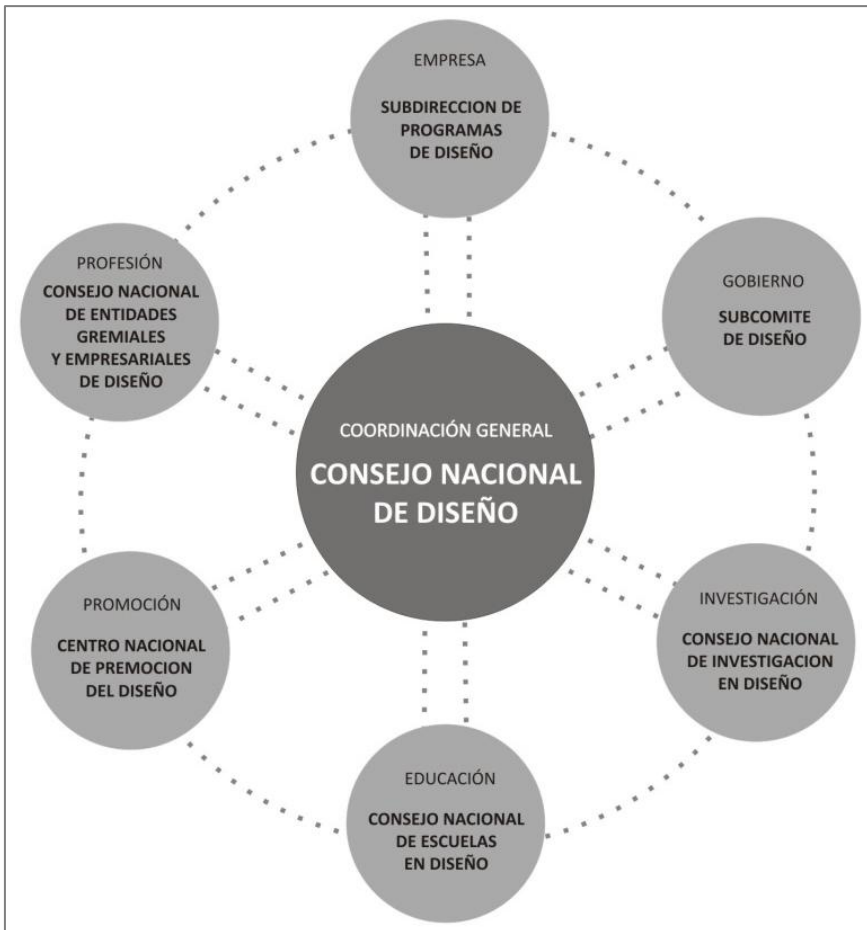 EMPRESA
SUBDIRECCION DE
PROGRAMAS
DE DISEÑO
PROFESIÓN
CONSEJO NACIONAL
DE ENTIDADES
GREMIALES
Y EMPRESARIALES
DE DISEÑO
GOBIERNO
SUBCOMITE
DE DISEÑO
COORDINACIÓN GENERAL
CONSEJO NACIONAL
DE DISEÑO
PROMOCIÓN
CENTRO NACIONAL
DE PREMOCION
DEL DISEÑO
INVESTIGACIÓN
CONSEJO NACIONAL
DE INVESTIGACION
EN DISEÑO
EDUCACIÓN
CONSEJO NACIONAL
DE ESCUELAS
EN DISEÑO